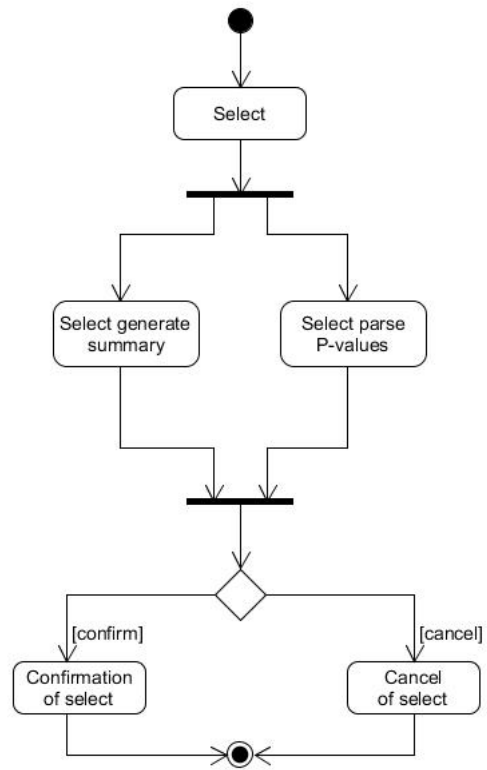 Select
Select generate
summary
Select parse
P-values
[confirm]
[cancel]
Confirmation
of select
Cancel
of select